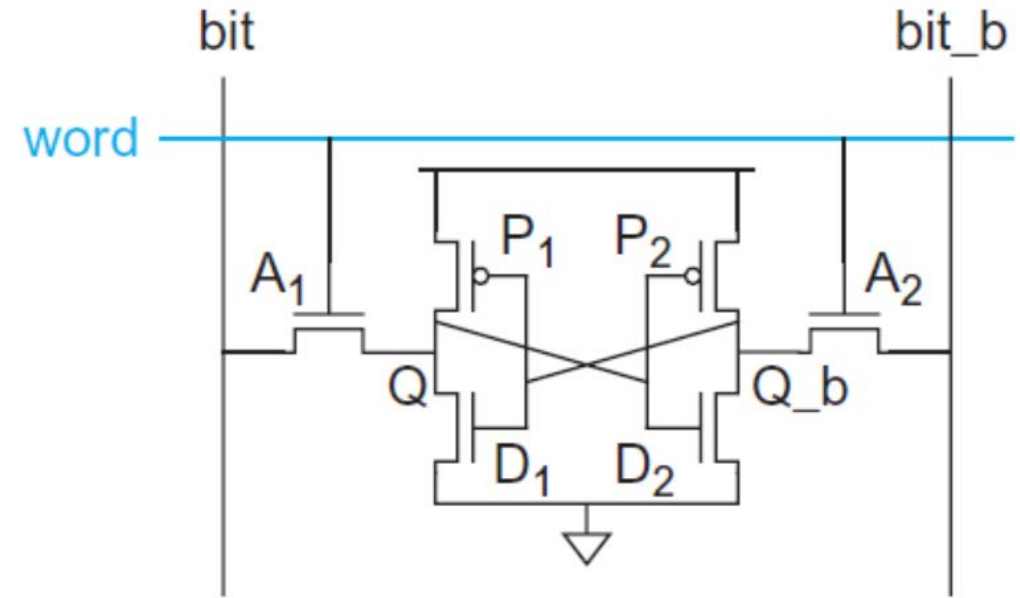 bit bit_b
word
P₁ P₂
A₁ A₂
Q Q_b
D₁ D₂